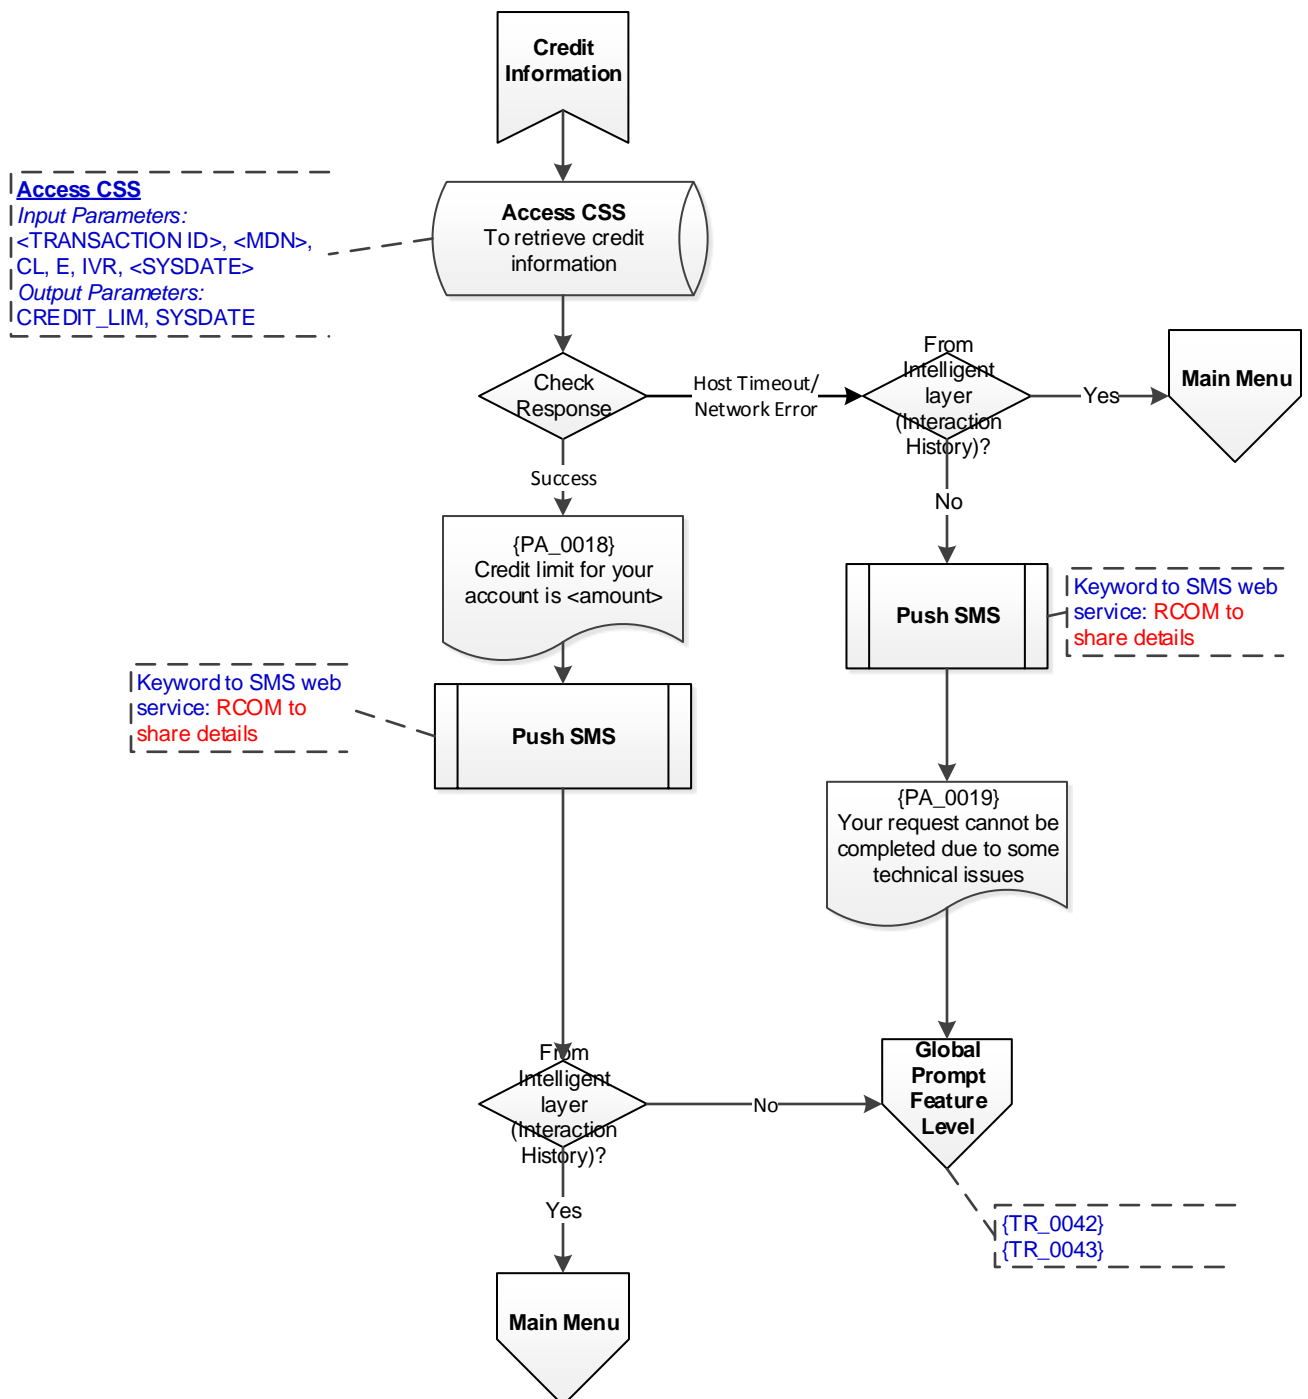 Credit
Information
Access CSS
Input Parameters:
<TRANSACTION ID>, <MDN>,
CL, E, IVR, <SYSDATE>
Output Parameters:
CREDIT_LIM, SYSDATE
Access CSS
To retrieve credit
information
Check
Response
Host Timeout/
Network Error
From
Intelligent
layer
(Interaction
History)?
Yes
Main Menu
Success
No
{PA_0018}
Credit limit for your
account is <amount>
Push SMS
Keyword to SMS web
service: RCOM to
share details
Keyword to SMS web
service: RCOM to
share details
Push SMS
{PA_0019}
Your request cannot be
completed due to some
technical issues
From
Intelligent
layer
(Interaction
History)?
No
Global
Prompt
Feature
Level
Yes
{TR_0042}
{TR_0043}
Main Menu